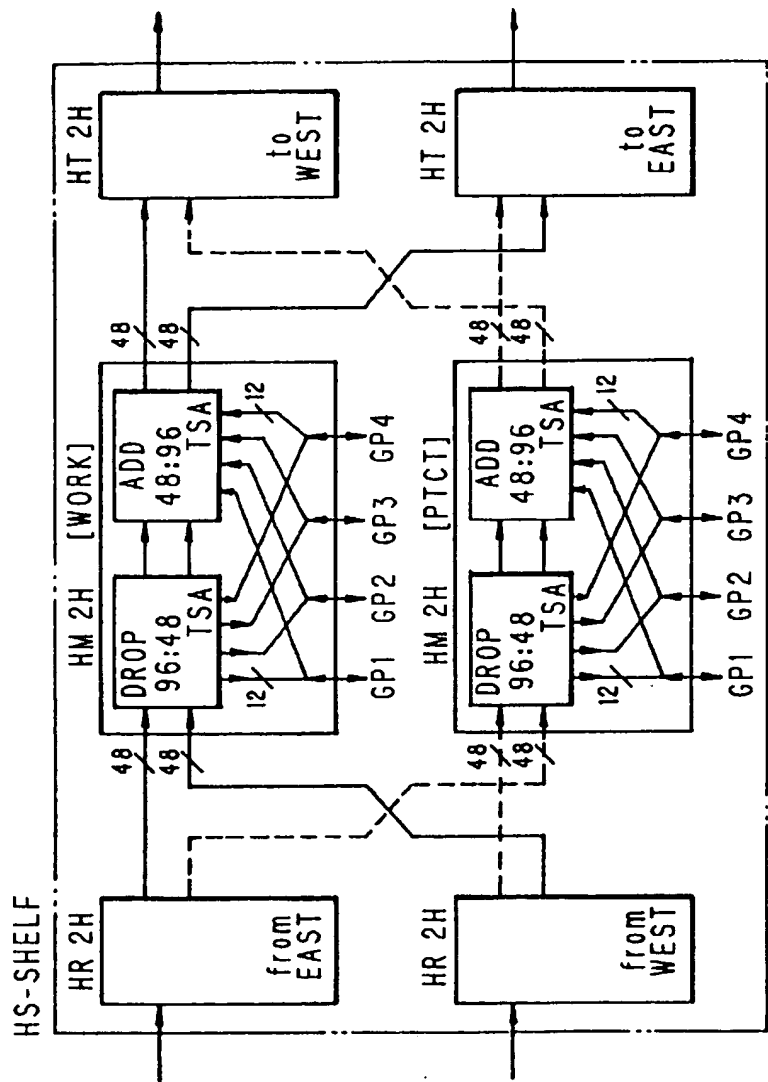 HS-SHELF
HR 2H
from
EAST
48
48
HM 2H
[WORK]
DROP
96:48
TSA
ADD
48:96
TSA
12
12
GP1
GP2
GP3
GP4
48
48
HT 2H
to
WEST
HR 2H
from
WEST
48
48
HM 2H
[PTCT]
DROP
96:48
TSA
ADD
48:96
TSA
12
12
GP1
GP2
GP3
GP4
48
48
HT 2H
to
EAST